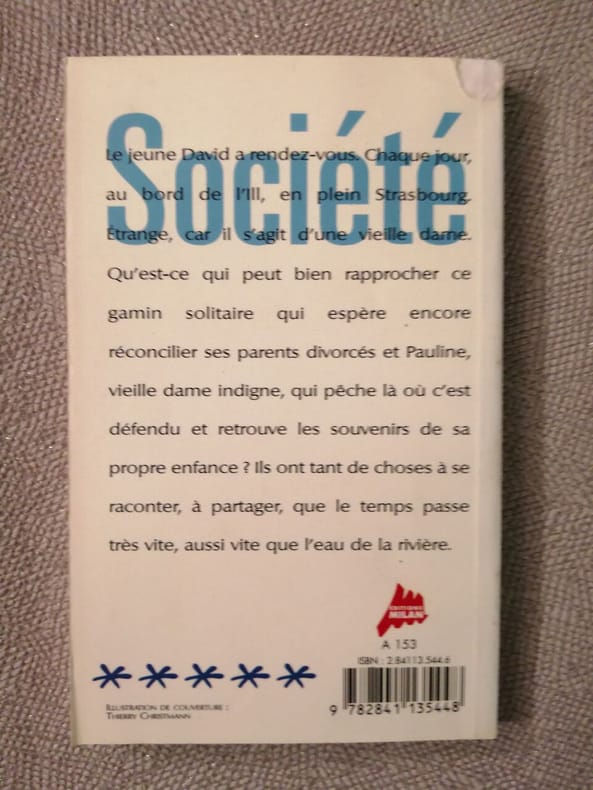 Société
Le jeune David a rendez-vous. Chaque jour,
au bord de l'Ill, en plein Strasbourg.
Étrange, car il s'agit d'une vieille dame.
Qu'est-ce qui peut bien rapprocher ce
gamin solitaire qui espère encore
réconcilier ses parents divorcés et Pauline,
vieille dame indigne, qui pêche là où c'est
défendu et retrouve les souvenirs de sa
propre enfance ? Ils ont tant de choses à se
raconter, à partager, que le temps passe
très vite, aussi vite que l'eau de la rivière.
ÉDITIONS
MILAN
A 153
ISBN : 2.84113.544.6
9 782841 135448
ILLUSTRATION DE COUVERTURE :
THIERRY CHRISTMANN